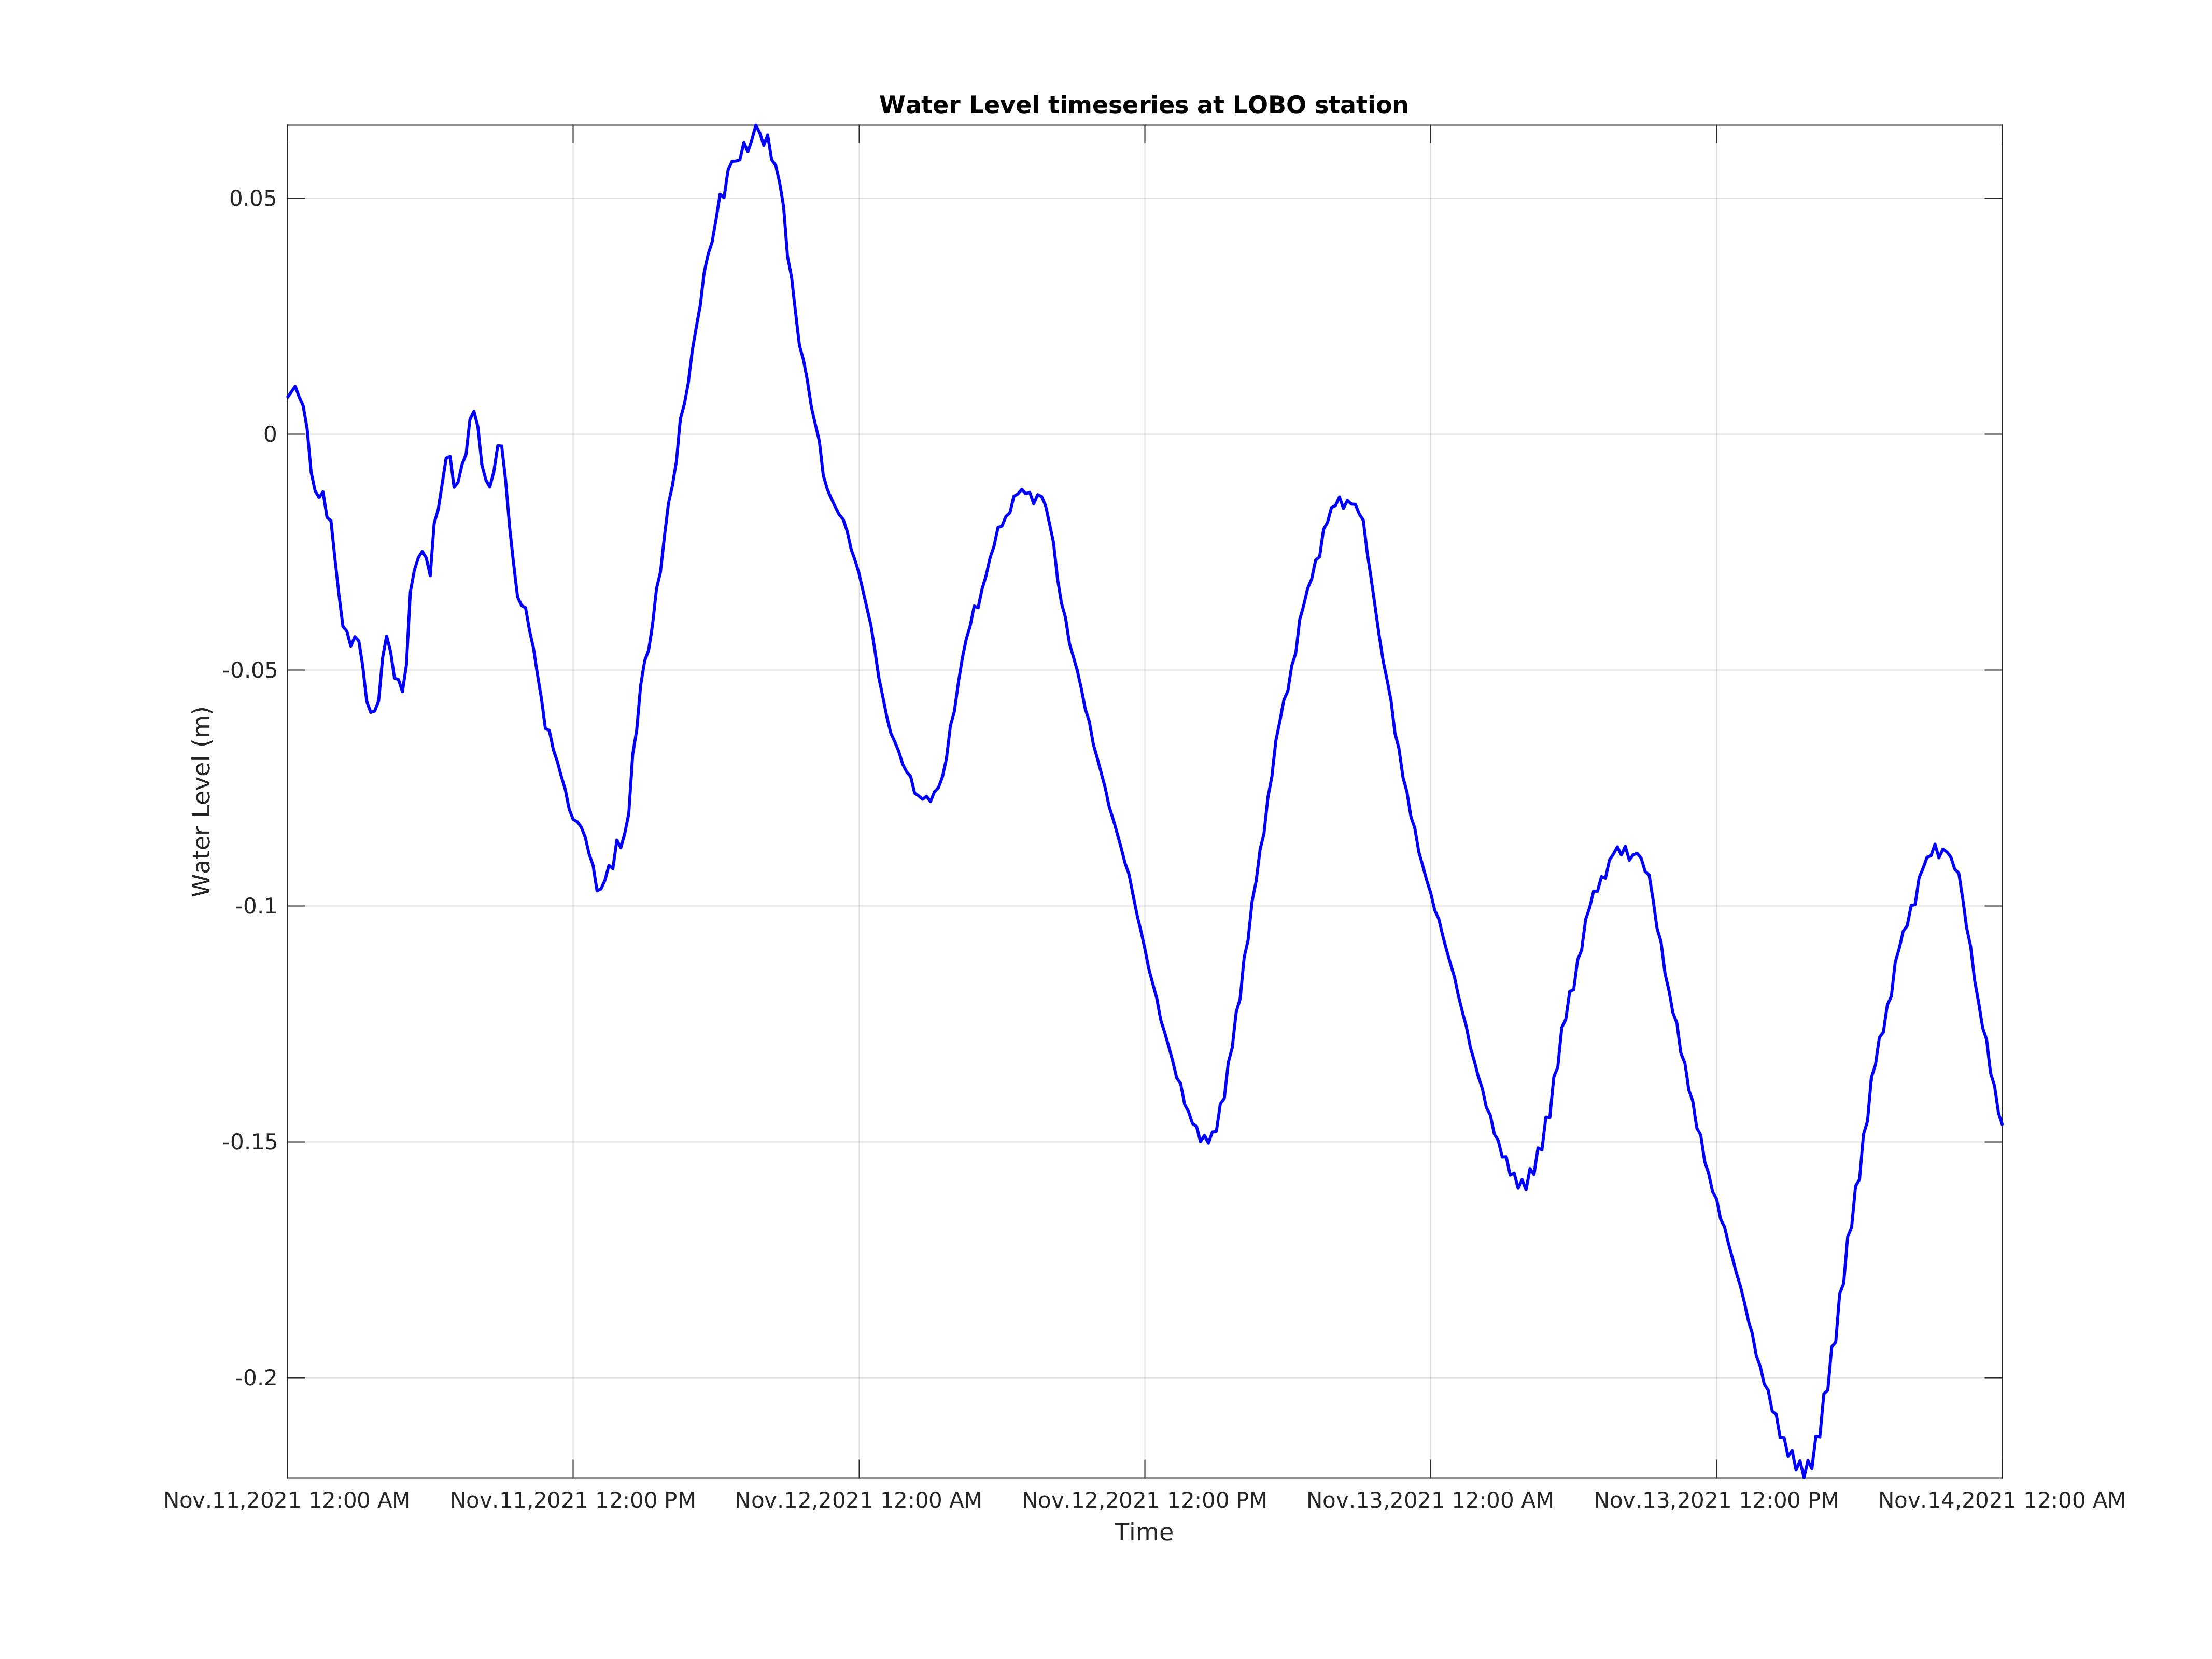 Water Level timeseries at LOBO station
0.05
0
-0.05
-0.1
-0.15
-0.2
Water Level (m)
Nov.11,2021 12:00 AM
Nov.11,2021 12:00 PM
Nov.12,2021 12:00 AM
Nov.12,2021 12:00 PM
Nov.13,2021 12:00 AM
Nov.13,2021 12:00 PM
Nov.14,2021 12:00 AM
Time